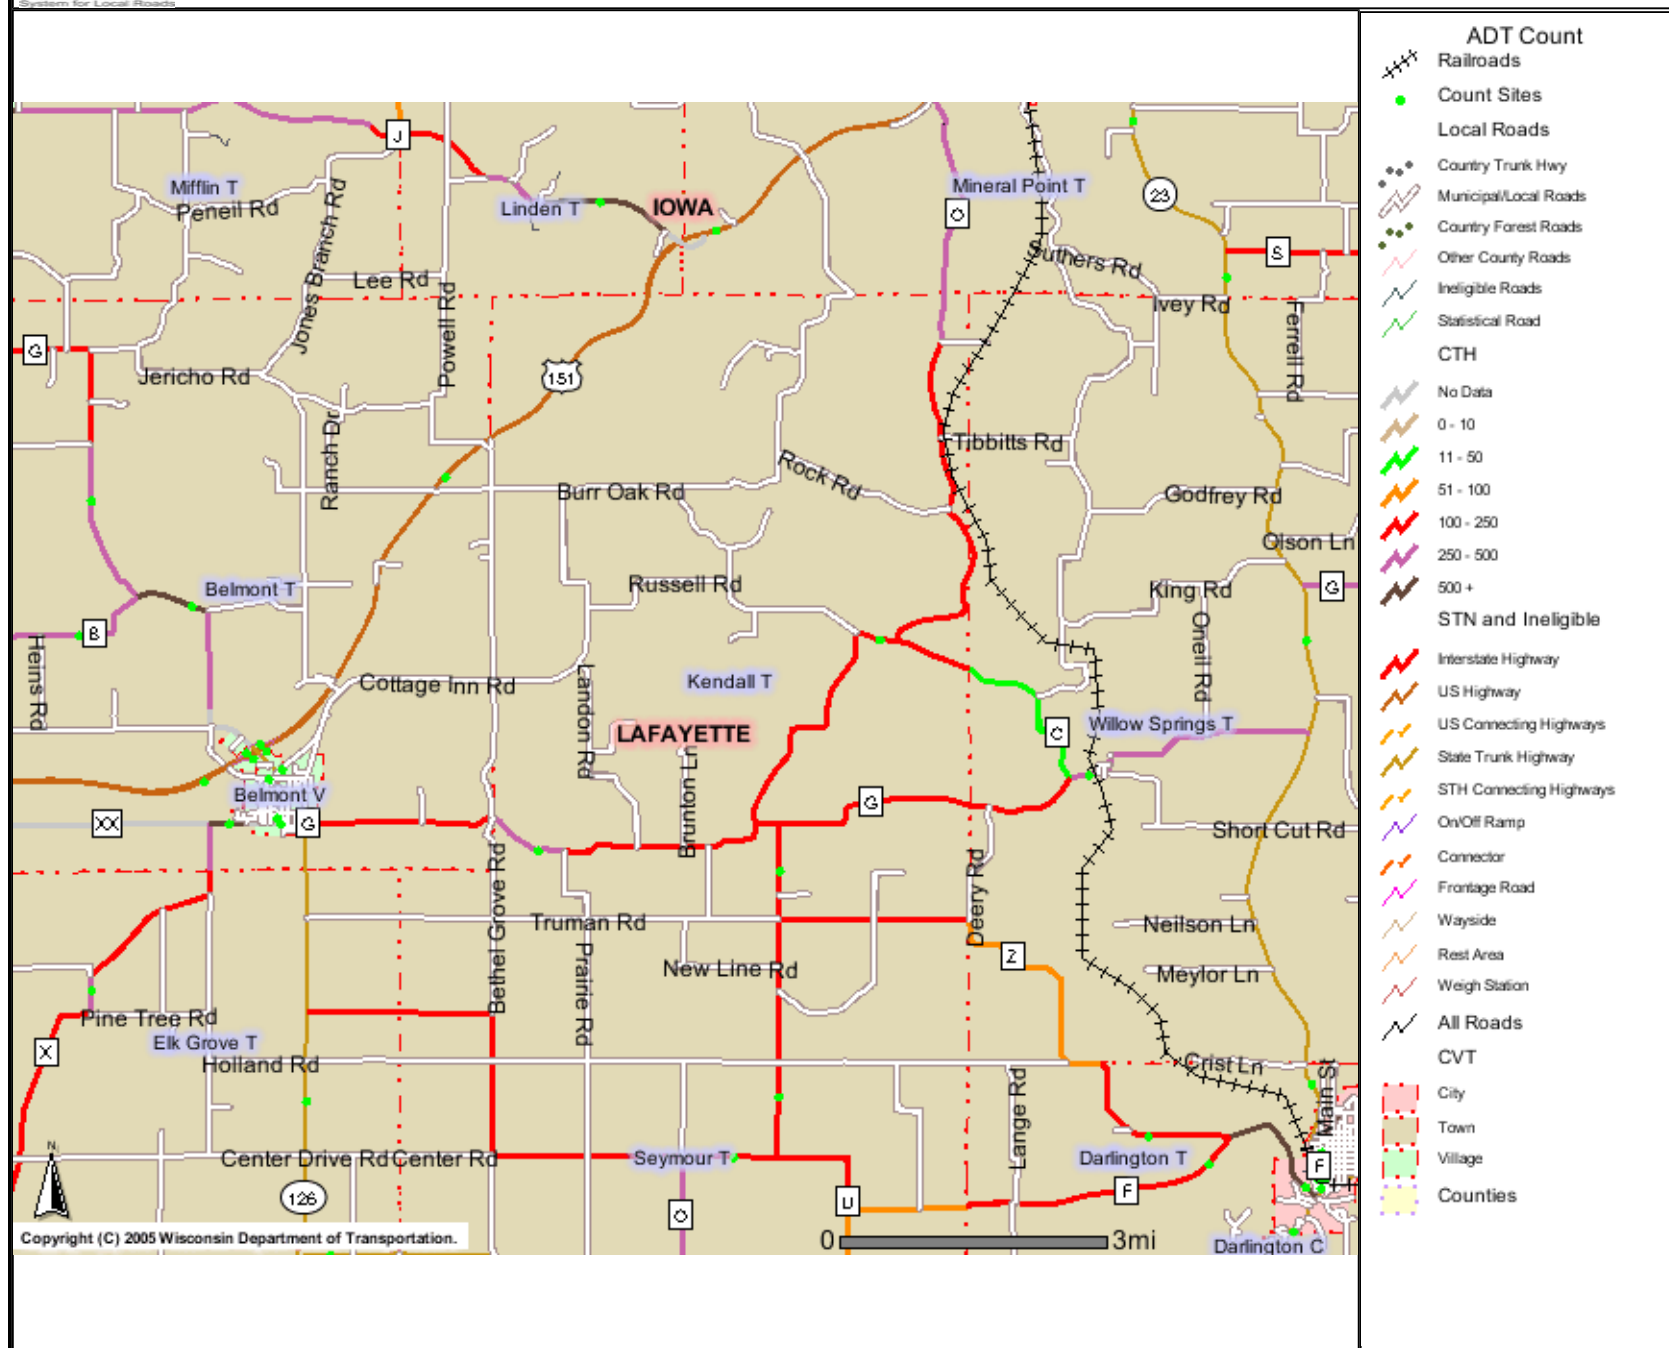 System for Local Roads
J
Mifflin T
Peneil Rd
Jones Branch Rd
Linden T
IOWA
Mineral Point T
O
23
S
Suthers Rd
Lee Rd
Powell Rd
Ivey Rd
Ferrell Rd
G
Jericho Rd
151
Ranch Dr
Tibbitts Rd
Rock Rd
Burr Oak Rd
Godfrey Rd
Olson Ln
Belmont T
Russell Rd
King Rd
G
B
Heins Rd
Oneil Rd
Cottage Inn Rd
Landon Rd
Kendall T
LAFAYETTE
C
Willow Springs T
Belmont V
XX
G
Brunton Ln
G
Short Cut Rd
Bethel Grove Rd
Deery Rd
Truman Rd
Neilson Ln
Prairie Rd
New Line Rd
Z
Meylor Ln
Pine Tree Rd
X
Elk Grove T
Holland Rd
Crist Ln
Main St
Lange Rd
N
Center Drive Rd
Center Rd
Seymour T
Darlington T
F
F
126
U
O
Copyright (C) 2005 Wisconsin Department of Transportation.
0
3mi
Darlington C
ADT Count
Railroads
Count Sites
Local Roads
Country Trunk Hwy
Municipal/Local Roads
Country Forest Roads
Other County Roads
Ineligible Roads
Statistical Road
CTH
No Data
0 - 10
11 - 50
51 - 100
100 - 250
250 - 500
500 +
STN and Ineligible
Interstate Highway
US Highway
US Connecting Highways
State Trunk Highway
STH Connecting Highways
On/Off Ramp
Connector
Frontage Road
Wayside
Rest Area
Weigh Station
All Roads
CVT
City
Town
Village
Counties